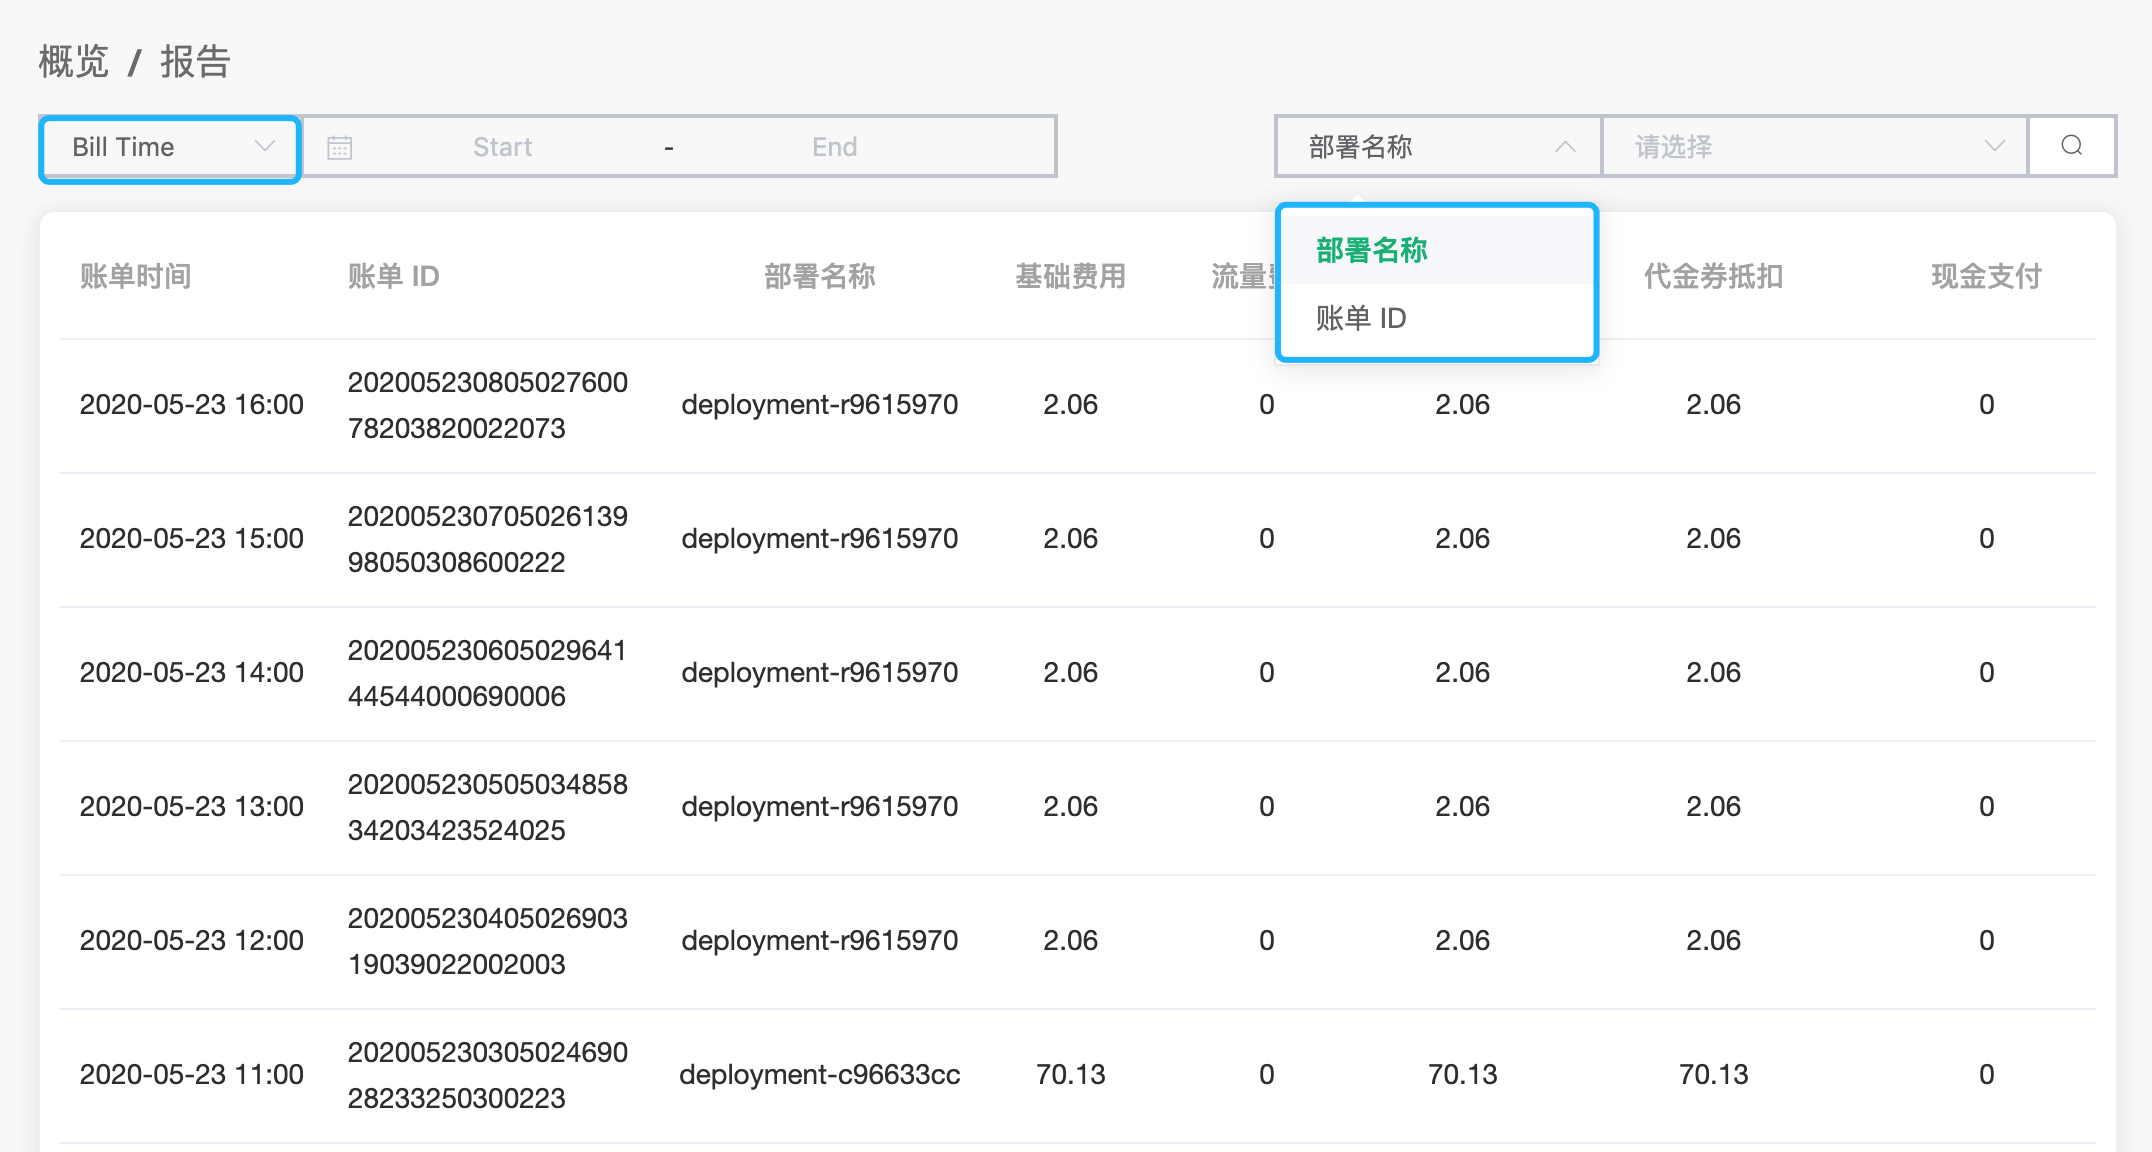 概览 / 报告
Bill Time Start - End 部署名称 请选择
部署名称
账单 ID
账单时间 账单 ID 部署名称 基础费用 流量 代金券抵扣 现金支付
2020-05-23 16:00 202005230805027600 deployment-r9615970 2.06 0 2.06 2.06 0
78203820022073
2020-05-23 15:00 202005230705026139 deployment-r9615970 2.06 0 2.06 2.06 0
98050308600222
2020-05-23 14:00 202005230605029641 deployment-r9615970 2.06 0 2.06 2.06 0
44544000690006
2020-05-23 13:00 202005230505034858 deployment-r9615970 2.06 0 2.06 2.06 0
34203423524025
2020-05-23 12:00 202005230405026903 deployment-r9615970 2.06 0 2.06 2.06 0
19039022002003
2020-05-23 11:00 202005230305024690 deployment-c96633cc 70.13 0 70.13 70.13 0
28233250300223